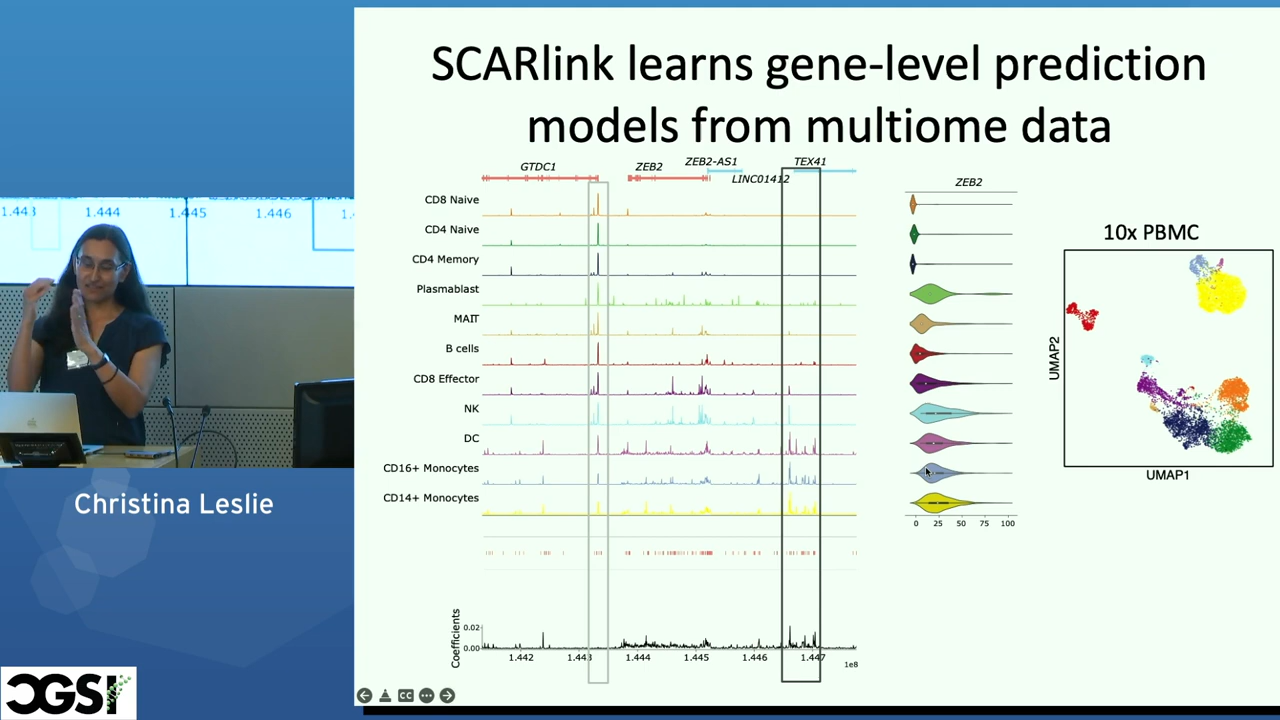 SCARlink learns gene-level prediction
models from multiome data
GTDC1
ZEB2
ZEB2-AS1
LINC01412
TEX41
CD8 Naive
CD4 Naive
CD4 Memory
Plasmablast
MAIT
B cells
CD8 Effector
NK
DC
CD16+ Monocytes
CD14+ Monocytes
Coefficients
0.02
0.00
1.442
1.443
1.444
1.445
1.446
1.447
1e8
ZEB2
0
25
50
75
100
10x PBMC
UMAP2
UMAP1
1.443
1.444
1.445
1.446
Christina Leslie
CGSI
CC